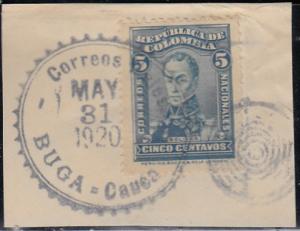 Correos
MAY
31
1920
BUGA = Cauca
REPUBLICA DE
COLOMBIA
5 5
CORREOS
NACIONALES
CINCO CENTAVOS